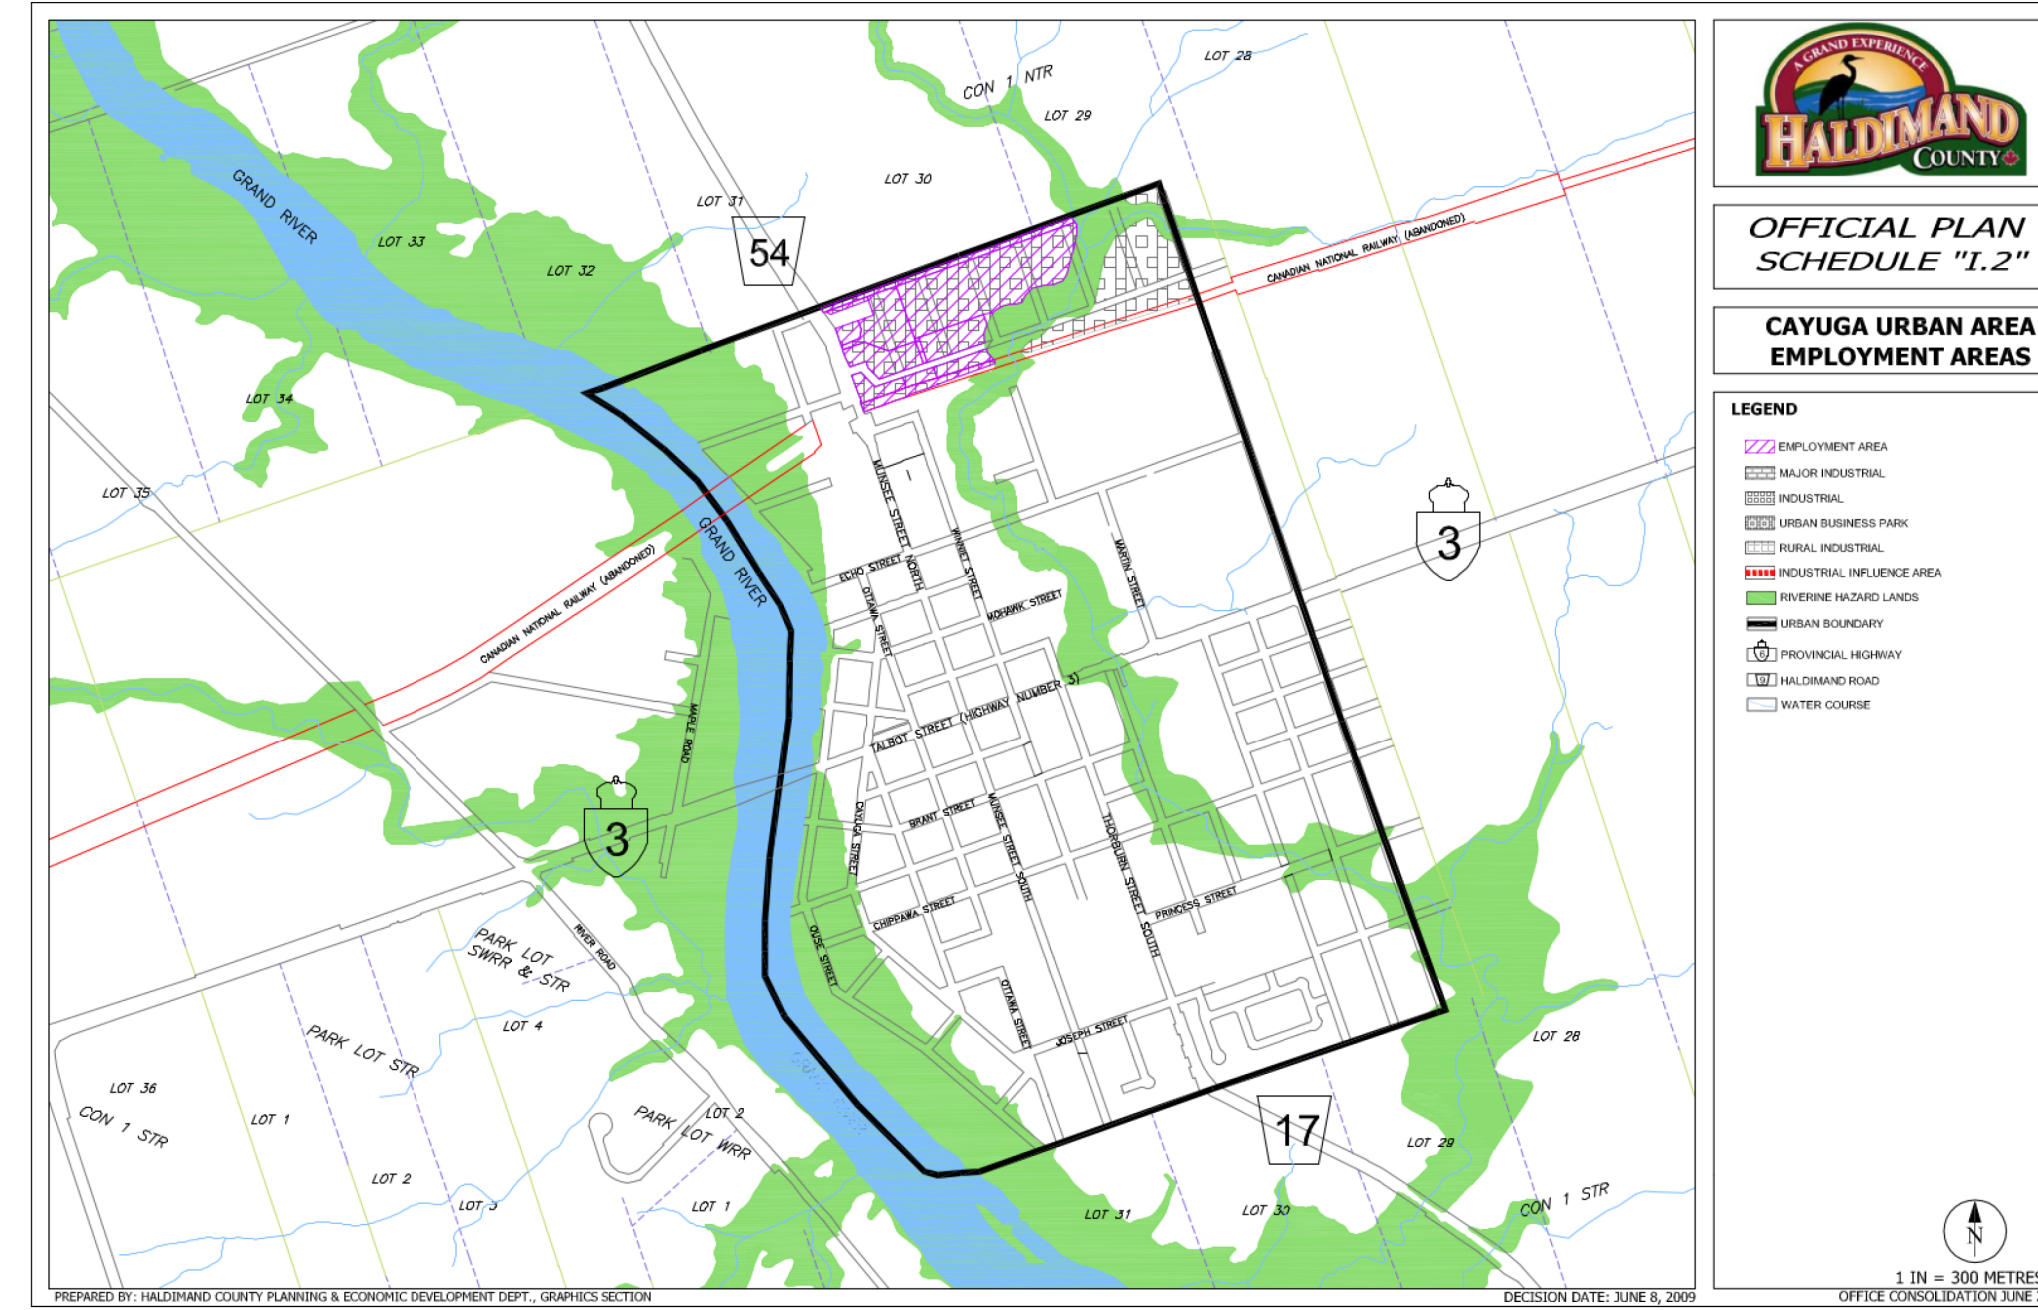 LOT 28
CON 1 NTR
LOT 29
LOT 30
LOT 31
GRAND RIVER
LOT 33
LOT 32
54
CANADIAN NATIONAL RAILWAY (ABANDONED)
LOT 34
LOT 35
MUNSEE STREET NORTH
WINNIET STREET
MARTIN STREET
3
GRAND RIVER
ECHO STREET
OTTAWA STREET
MOHAWK STREET
CANADIAN NATIONAL RAILWAY (ABANDONED)
MAPLE ROAD
TALBOT STREET (HIGHWAY NUMBER 3)
3
CAYUGA STREET
BRANT STREET
MUNSEE STREET SOUTH
THORBURN STREET SOUTH
PRINCESS STREET
CHIPPAWA STREET
OUSE STREET
RIVER ROAD
PARK LOT
SWRR & STR
OTTAWA STREET
JOSEPH STREET
LOT 4
PARK LOT STR
LOT 28
LOT 36
CON 1 STR
LOT 1
PARK LOT WRR
LOT 2
17
LOT 29
LOT 2
LOT 1
LOT 31
LOT 30
CON 1 STR
PREPARED BY: HALDIMAND COUNTY PLANNING & ECONOMIC DEVELOPMENT DEPT., GRAPHICS SECTION
DECISION DATE: JUNE 8, 2009
A GRAND EXPERIENCE
HALDIMAND
COUNTY
OFFICIAL PLAN
SCHEDULE "I.2"
CAYUGA URBAN AREA
EMPLOYMENT AREAS
LEGEND
EMPLOYMENT AREA
MAJOR INDUSTRIAL
INDUSTRIAL
URBAN BUSINESS PARK
RURAL INDUSTRIAL
INDUSTRIAL INFLUENCE AREA
RIVERINE HAZARD LANDS
URBAN BOUNDARY
6 PROVINCIAL HIGHWAY
9 HALDIMAND ROAD
WATER COURSE
N
1 IN = 300 METRES
OFFICE CONSOLIDATION JUNE